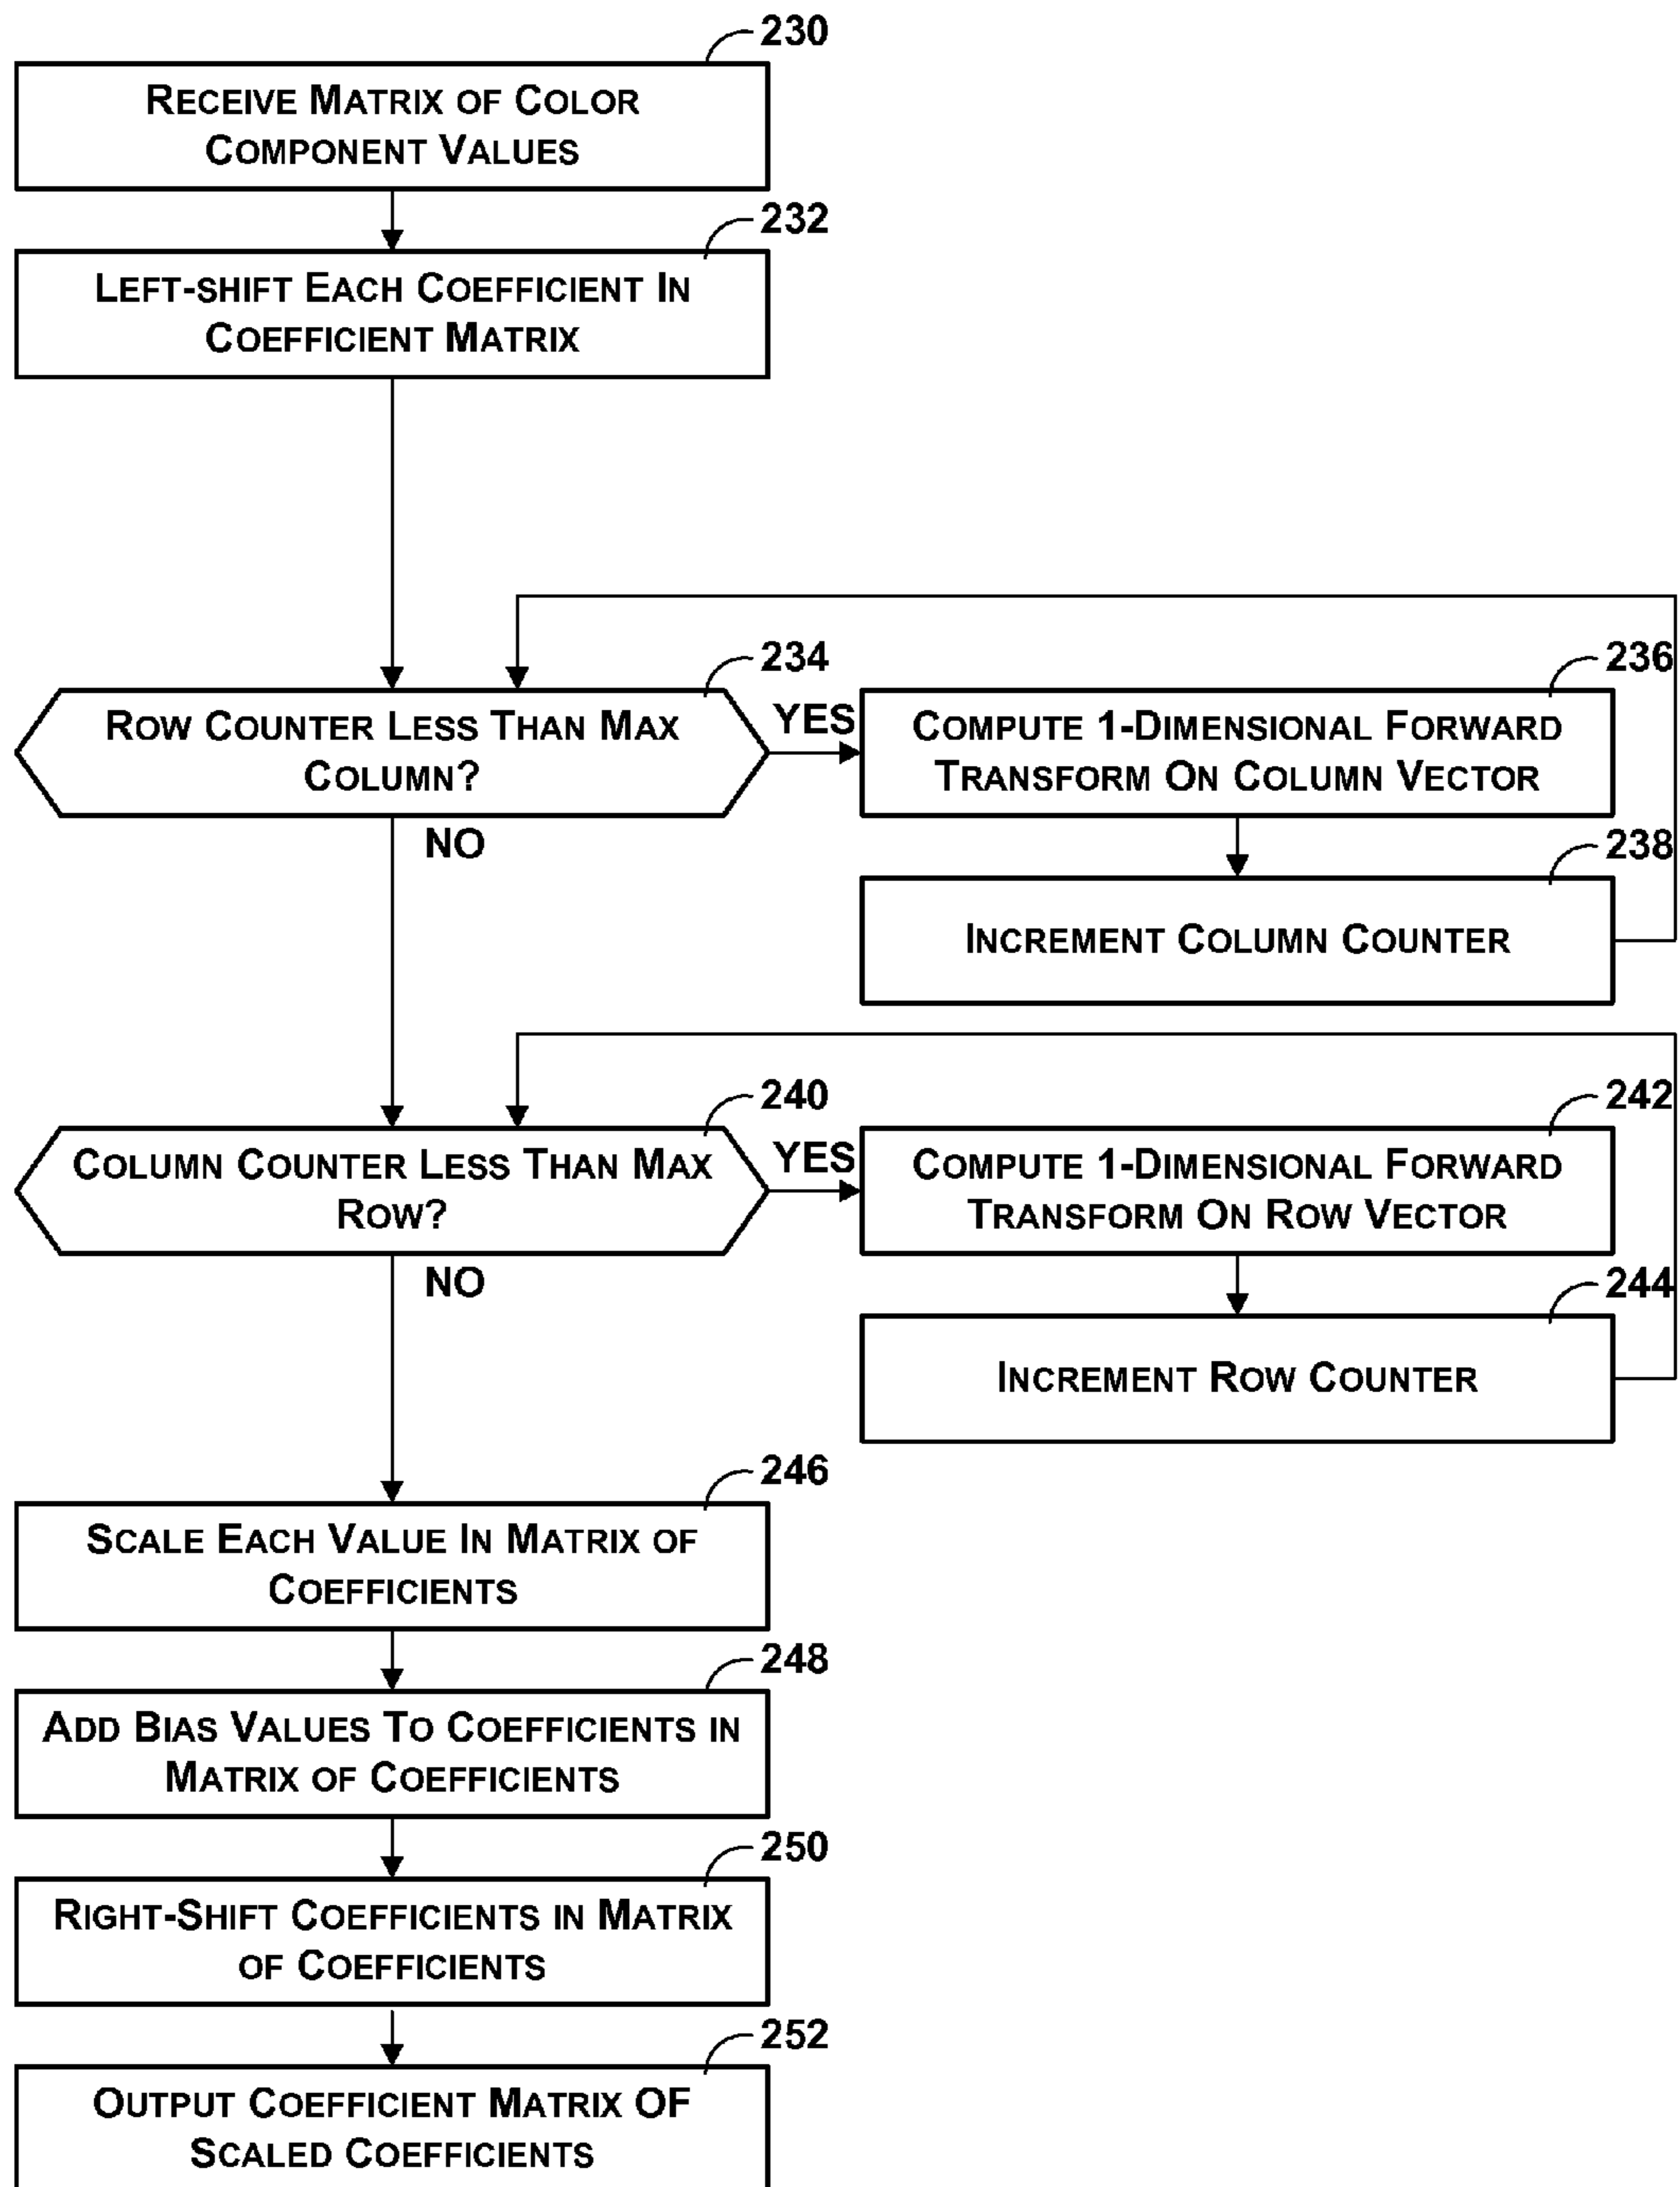 230
RECEIVE MATRIX OF COLOR
COMPONENT VALUES
232
LEFT-SHIFT EACH COEFFICIENT IN
COEFFICIENT MATRIX
234
ROW COUNTER LESS THAN MAX
COLUMN?
YES
NO
236
COMPUTE 1-DIMENSIONAL FORWARD
TRANSFORM ON COLUMN VECTOR
238
INCREMENT COLUMN COUNTER
240
COLUMN COUNTER LESS THAN MAX
ROW?
YES
NO
242
COMPUTE 1-DIMENSIONAL FORWARD
TRANSFORM ON ROW VECTOR
244
INCREMENT ROW COUNTER
246
SCALE EACH VALUE IN MATRIX OF
COEFFICIENTS
248
ADD BIAS VALUES TO COEFFICIENTS IN
MATRIX OF COEFFICIENTS
250
RIGHT-SHIFT COEFFICIENTS IN MATRIX
OF COEFFICIENTS
252
OUTPUT COEFFICIENT MATRIX OF
SCALED COEFFICIENTS